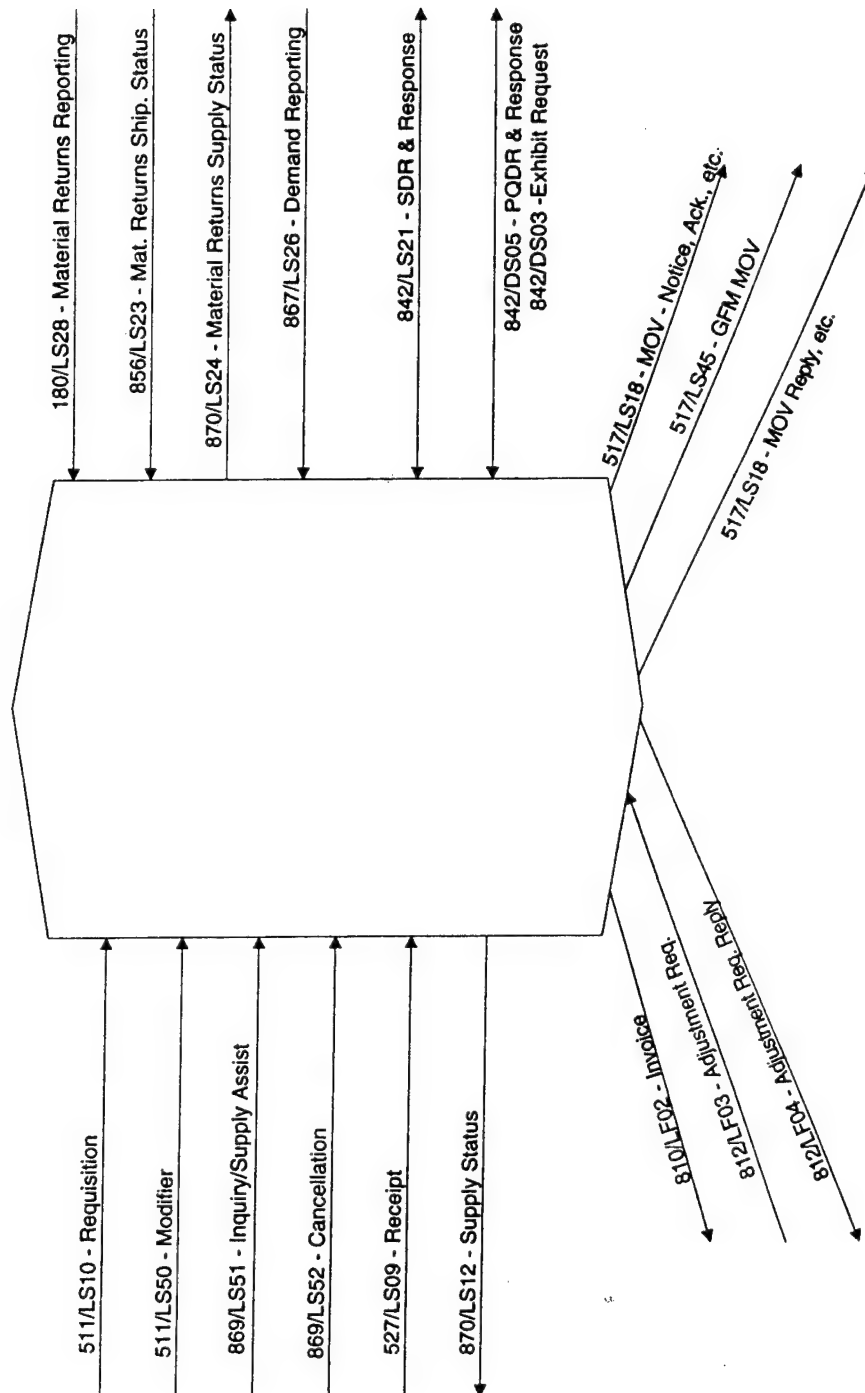 511/LS10 - Requisition
511/LS50 - Modifier
869/LS51 - Inquiry/Supply Assist
869/LS52 - Cancellation
527/LS09 - Receipt
870/LS12 - Supply Status
810/LF02 - Invoice
812/LF03 - Adjustment Req.
812/LF04 - Adjustment Req. Reply
180/LS28 - Material Returns Reporting
856/LS23 - Mat. Returns Ship. Status
870/LS24 - Material Returns Supply Status
867/LS26 - Demand Reporting
842/LS21 - SDR & Response
842/DS05 - PQDR & Response
842/DS03 -Exhibit Request
517/LS18 - MOV - Notice, Ack., etc.
517/LS45 - GFM MOV
517/LS18 - MOV Reply, etc.